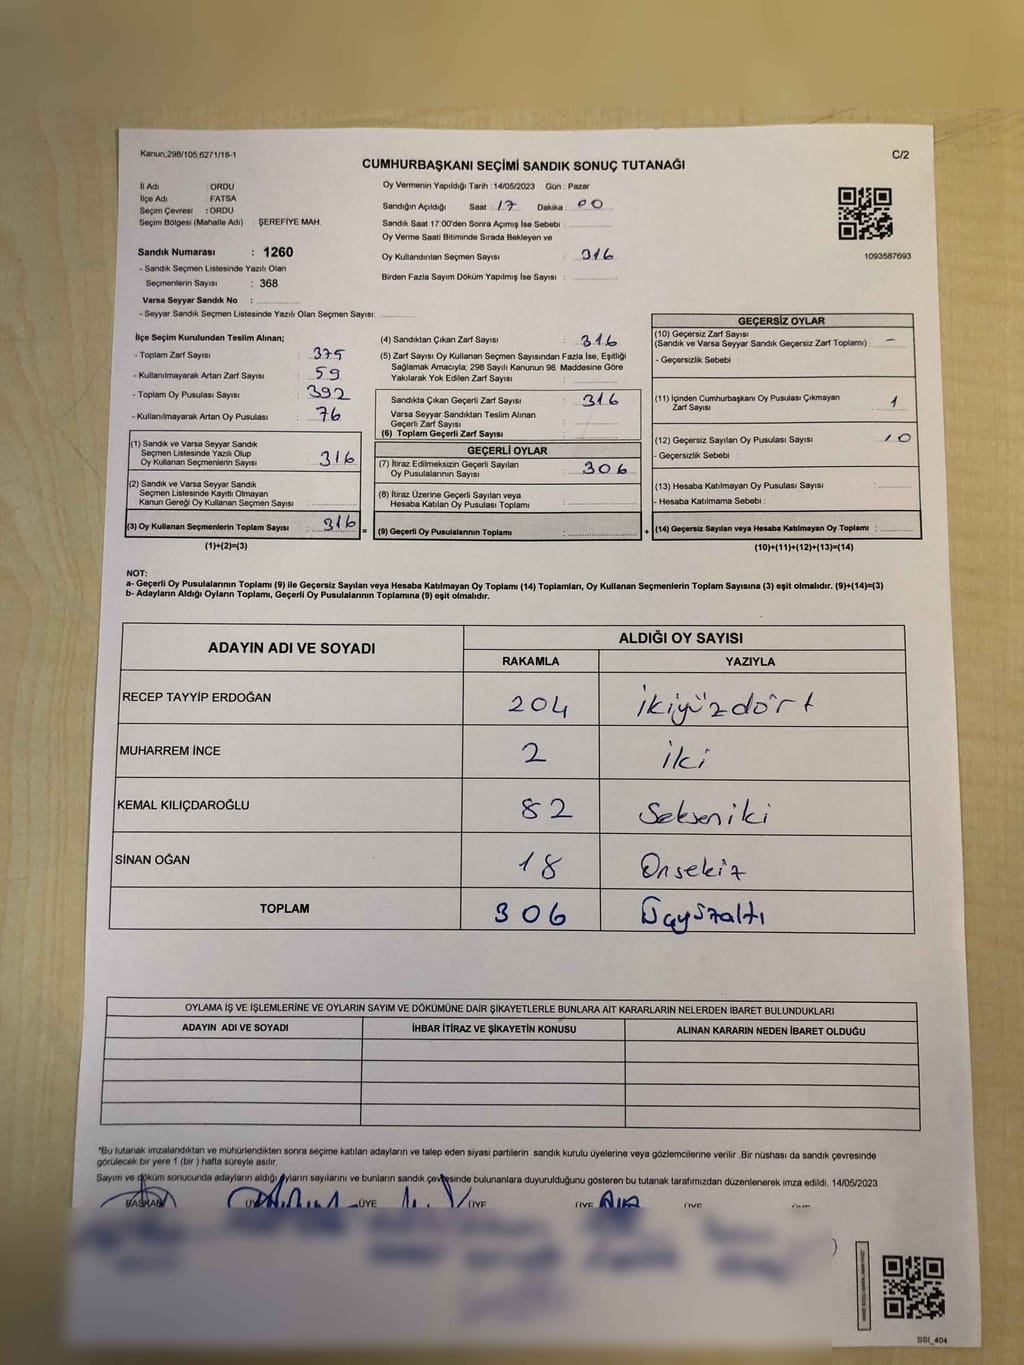 Kanun,298/105,6271/18-1
C/2
CUMHURBAŞKANI SEÇİMİ SANDIK SONUÇ TUTANAĞI
İl Adı : ORDU
İlçe Adı : FATSA
Seçim Çevresi : ORDU
Seçim Bölgesi (Mahalle Adı) : ŞEREFİYE MAH.
Oy Vermenin Yapıldığı Tarih : 14/05/2023 Gün : Pazar
Sandığın Açıldığı Saat : 17 Dakika : 00
Sandık Saat 17:00'den Sonra Açımış İse Sebebi :
Oy Verme Saati Bitiminde Sırada Bekleyen ve
Oy Kullandırılan Seçmen Sayısı : 316
Birden Fazla Sayım Döküm Yapılmış İse Sayısı :
1093587693
Sandık Numarası : 1260
- Sandık Seçmen Listesinde Yazılı Olan
Seçmenlerin Sayısı : 368
Varsa Seyyar Sandık No :
- Seyyar Sandık Seçmen Listesinde Yazılı Olan Seçmen Sayısı:
İlçe Seçim Kurulundan Teslim Alınan;
- Toplam Zarf Sayısı : 375
- Kullanılmayarak Artan Zarf Sayısı : 59
- Toplam Oy Pusulası Sayısı : 392
- Kullanılmayarak Artan Oy Pusulası : 76
(1) Sandık ve Varsa Seyyar Sandık
Seçmen Listesinde Yazılı Olup
Oy Kullanan Seçmenlerin Sayısı : 316
(2) Sandık ve Varsa Seyyar Sandık
Seçmen Listesinde Kayıtlı Olmayan
Kanun Gereği Oy Kullanan Seçmen Sayısı :
(3) Oy Kullanan Seçmenlerin Toplam Sayısı : 316 =
(1)+(2)=(3)
(4) Sandıktan Çıkan Zarf Sayısı : 316
(5) Zarf Sayısı Oy Kullanan Seçmen Sayısından Fazla İse, Eşitliği
Sağlamak Amacıyla, 298 Sayılı Kanunun 98. Maddesine Göre
Yakılarak Yok Edilen Zarf Sayısı :
Sandıkta Çıkan Geçerli Zarf Sayısı : 316
Varsa Seyyar Sandıktan Teslim Alınan
Geçerli Zarf Sayısı :
(6) Toplam Geçerli Zarf Sayısı :
GEÇERLİ OYLAR
(7) İtiraz Edilmeksizin Geçerli Sayılan
Oy Pusulalarının Sayısı : 306
(8) İtiraz Üzerine Geçerli Sayılan veya
Hesaba Katılan Oy Pusulası Toplamı :
(9) Geçerli Oy Pusulalarının Toplamı : +
GEÇERSİZ OYLAR
(10) Geçersiz Zarf Sayısı
(Sandık ve Varsa Seyyar Sandık Geçersiz Zarf Toplamı) : -
- Geçersizlik Sebebi :
(11) İçinden Cumhurbaşkanı Oy Pusulası Çıkmayan
Zarf Sayısı : 1
(12) Geçersiz Sayılan Oy Pusulası Sayısı : 10
- Geçersizlik Sebebi :
(13) Hesaba Katılmayan Oy Pusulası Sayısı :
- Hesaba Katılmama Sebebi :
(14) Geçersiz Sayılan veya Hesaba Katılmayan Oy Toplamı :
(10)+(11)+(12)+(13)=(14)
NOT:
a- Geçerli Oy Pusulalarının Toplamı (9) ile Geçersiz Sayılan veya Hesaba Katılmayan Oy Toplamı (14) Toplamları, Oy Kullanan Seçmenlerin Toplam Sayısına (3) eşit olmalıdır. (9)+(14)=(3)
b- Adayların Aldığı Oyların Toplamı, Geçerli Oy Pusulalarının Toplamına (9) eşit olmalıdır.
ADAYIN ADI VE SOYADI
ALDIĞI OY SAYISI
RAKAMLA YAZIYLA
RECEP TAYYİP ERDOĞAN 204 ikiyüzdört
MUHARREM İNCE 2 iki
KEMAL KILIÇDAROĞLU 82 Sekseniki
SİNAN OĞAN 18 Onsekiz
TOPLAM 306 Üçyüzaltı
OYLAMA İŞ VE İŞLEMLERİNE VE OYLARIN SAYIM VE DÖKÜMÜNE DAİR ŞİKAYETLERLE BUNLARA AİT KARARLARIN NELERDEN İBARET BULUNDUKLARI
ADAYIN ADI VE SOYADI İHBAR İTİRAZ VE ŞİKAYETİN KONUSU ALINAN KARARIN NEDEN İBARET OLDUĞU
*Bu tutanak imzalandıktan ve mühürlendikten sonra seçime katılan adayların ve talep eden siyasi partilerin sandık kurulu üyelerine veya gözlemcilerine verilir .Bir nüshası da sandık çevresinde
görülecek bir yere 1 (bir ) hafta süreyle asılır.
Sayım ve döküm sonucunda adayların aldığı oyların sayılarını ve bunların sandık çevresinde bulunanlara duyurulduğunu gösteren bu tutanak tarafımızdan düzenlenerek imza edildi. 14/05/2023
BAŞKAN ÜYE ÜYE ÜYE ÜYE ÜYE
SSI_404